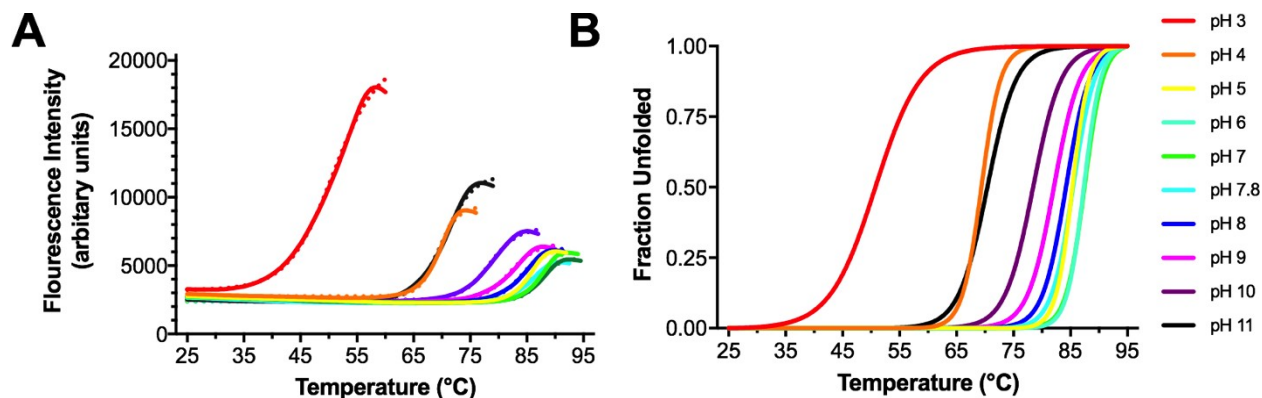 A
B
20000
15000
10000
5000
0
Flourescence Intensity
(arbitary units)
25 35 45 55 65 75 85 95
Temperature (°C)
1.00
0.75
0.50
0.25
0.00
Fraction Unfolded
25 35 45 55 65 75 85 95
Temperature (°C)
pH 3
pH 4
pH 5
pH 6
pH 7
pH 7.8
pH 8
pH 9
pH 10
pH 11